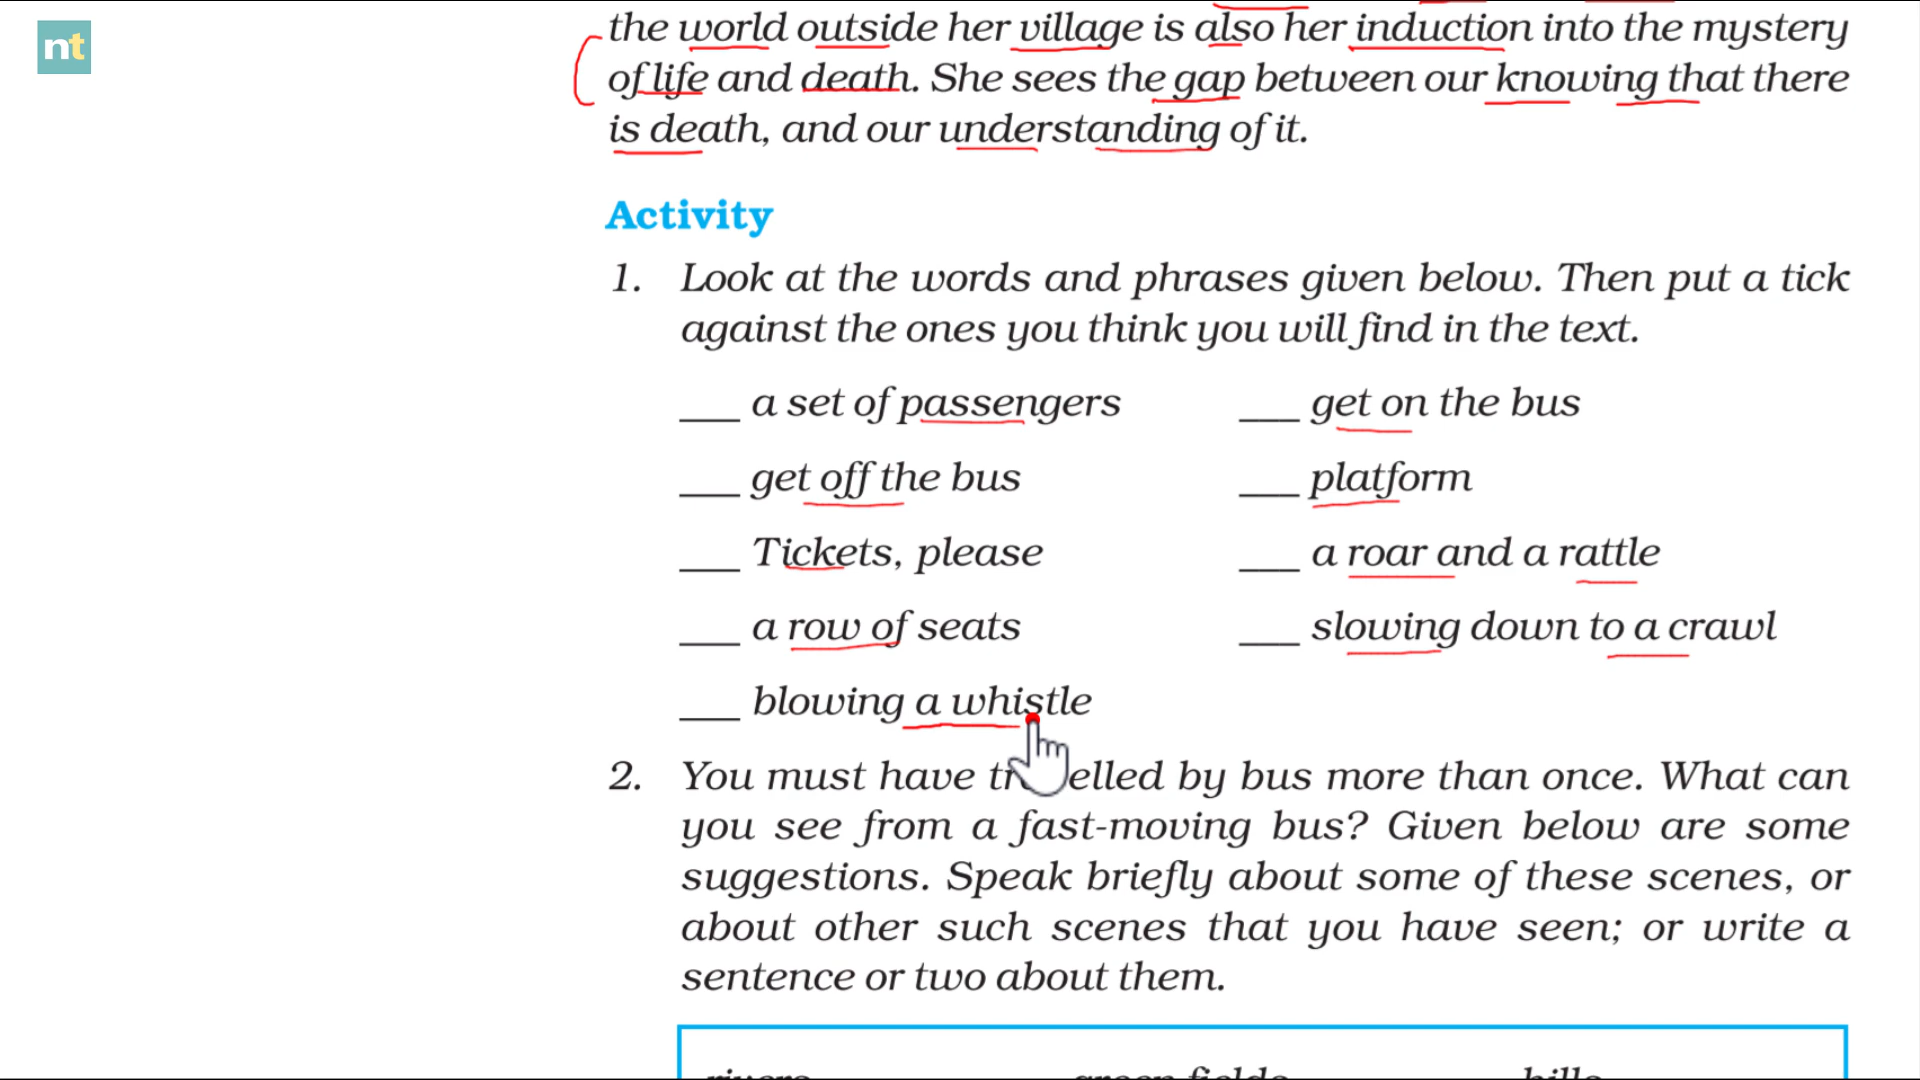 nt
the world outside her village is also her induction into the mystery
of life and death. She sees the gap between our knowing that there
is death, and our understanding of it.
Activity
1. Look at the words and phrases given below. Then put a tick
against the ones you think you will find in the text.
___ a set of passengers ___ get on the bus
___ get off the bus ___ platform
___ Tickets, please ___ a roar and a rattle
___ a row of seats ___ slowing down to a crawl
___ blowing a whistle
2. You must have elled by bus more than once. What can
you see from a fast-moving bus? Given below are some
suggestions. Speak briefly about some of these scenes, or
about other such scenes that you have seen; or write a
sentence or two about them.
rivers green fields hills